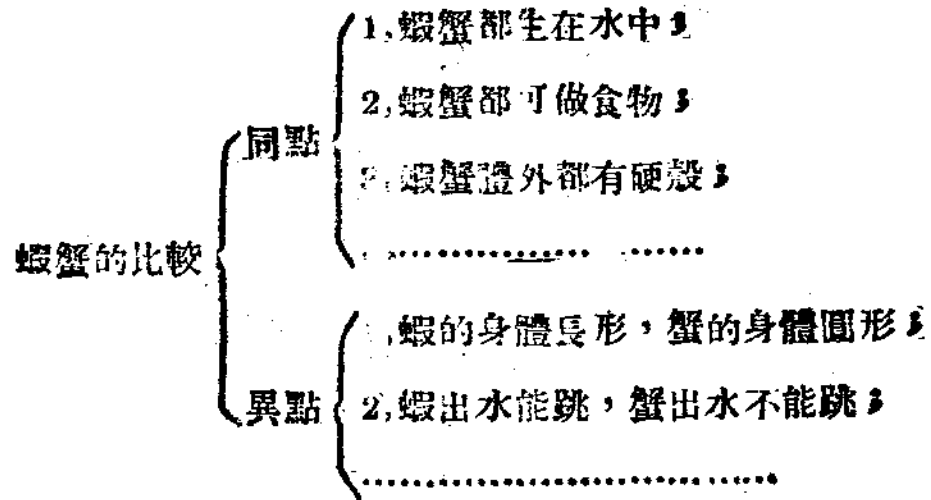 蝦蟹的比較
同點
1,蝦蟹都生在水中;
2,蝦蟹都可做食物;
3,蝦蟹體外都有硬殼;
………………………
異點
1,蝦的身體長形,蟹的身體圓形;
2,蝦出水能跳,蟹出水不能跳;
………………………………